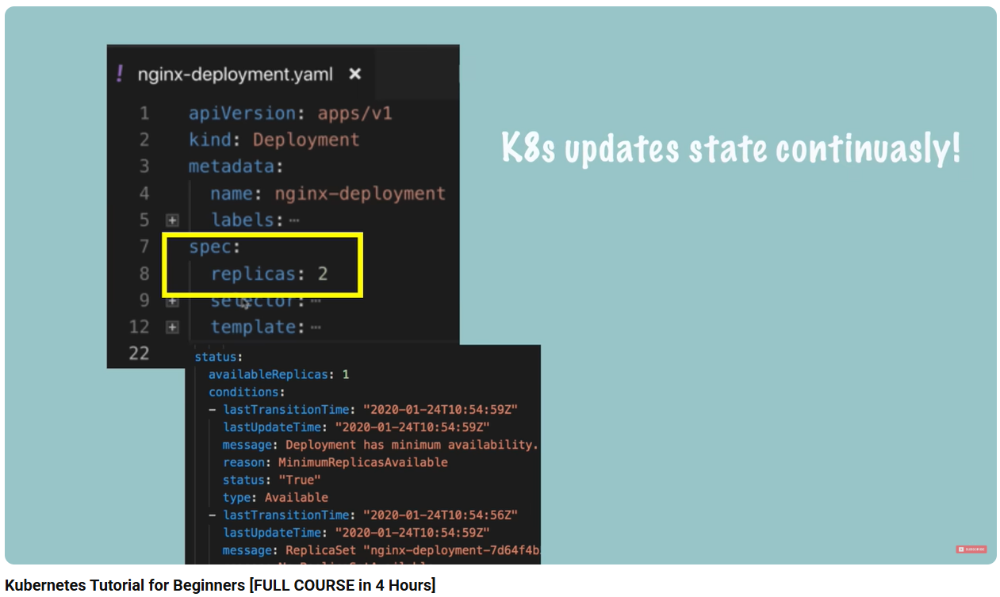 ! nginx-deployment.yaml ×
1 apiVersion: apps/v1
2 kind: Deployment
3 metadata:
4 name: nginx-deployment
5 labels: ⋯
7 spec:
8 replicas: 2
9 selector: ⋯
12 template: ⋯
22
K8s updates state continuasly!
status:
availableReplicas: 1
conditions:
- lastTransitionTime: "2020-01-24T10:54:59Z"
lastUpdateTime: "2020-01-24T10:54:59Z"
message: Deployment has minimum availability.
reason: MinimumReplicasAvailable
status: "True"
type: Available
- lastTransitionTime: "2020-01-24T10:54:56Z"
lastUpdateTime: "2020-01-24T10:54:59Z"
message: ReplicaSet "nginx-deployment-7d64f4b
Kubernetes Tutorial for Beginners [FULL COURSE in 4 Hours]